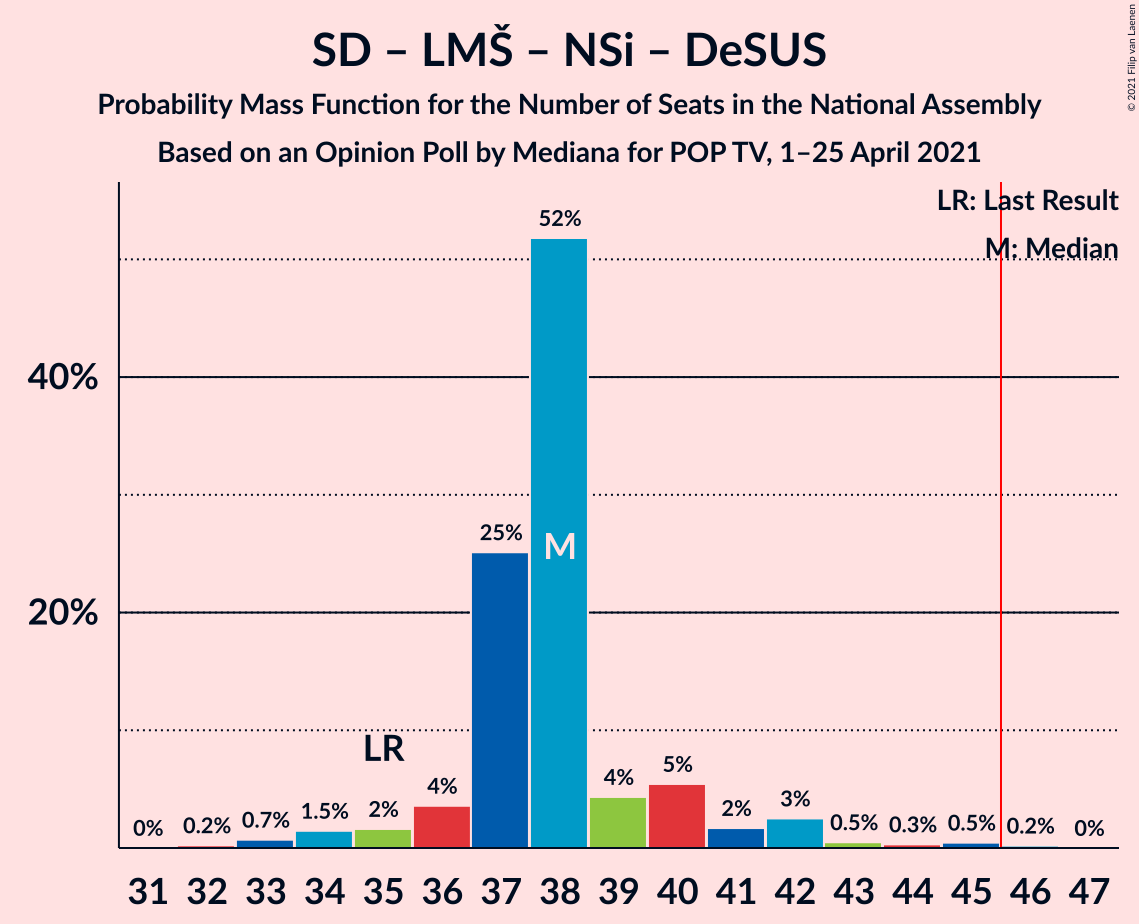 SD – LMŠ – NSi – DeSUS
Probability Mass Function for the Number of Seats in the National Assembly
Based on an Opinion Poll by Mediana for POP TV, 1–25 April 2021
© 2021 Filip van Laenen
LR: Last Result
M: Median
52%
40%
25%
M
20%
LR
0%
0.2%
0.7%
1.5%
2%
4%
4%
5%
2%
3%
0.5%
0.3%
0.5%
0.2%
0%
31 32 33 34 35 36 37 38 39 40 41 42 43 44 45 46 47